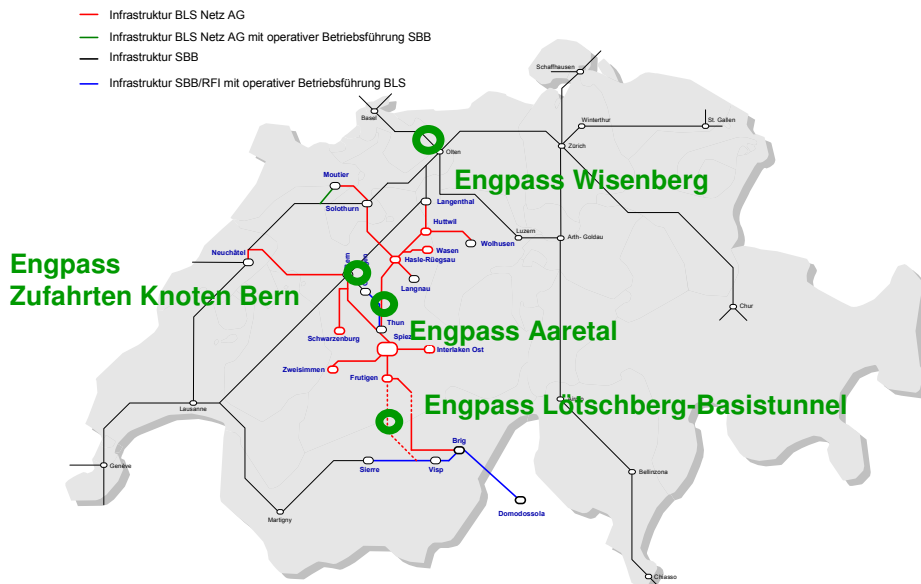 Infrastruktur BLS Netz AG
Infrastruktur BLS Netz AG mit operativer Betriebsführung SBB
Infrastruktur SBB
Infrastruktur SBB/RFI mit operativer Betriebsführung BLS
Schaffhausen
Basel
Winterthur
St. Gallen
Olten
Zürich
Engpass Wisenberg
Moutier
Solothurn
Langenthal
Huttwil
Luzern
Arth- Goldau
Wolhusen
Wasen
Neuchâtel
Hasle-Rüegsau
Engpass
Zufahrten Knoten Bern
Langnau
Chur
Thun
Engpass Aaretal
Schwarzenburg
Spiez
Interlaken Ost
Zweisimmen
Frutigen
Lausanne
Engpass Lötschberg-Basistunnel
Brig
Genève
Sierre
Visp
Bellinzona
Domodossola
Martigny
Chiasso